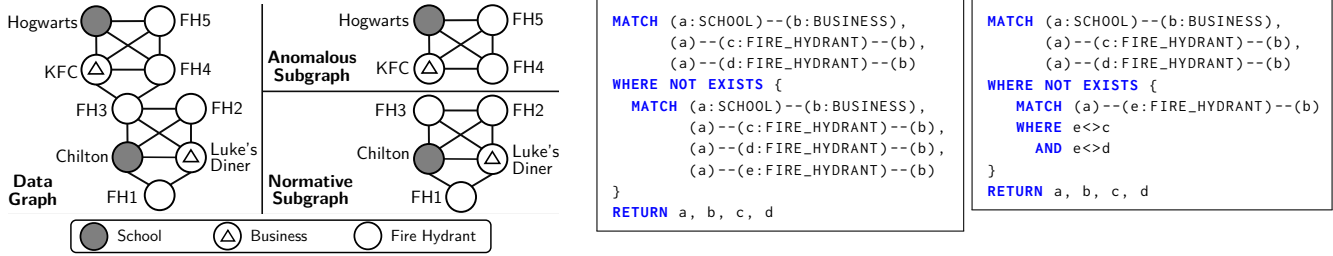 Hogwarts
FH5
KFC
FH4
FH3
FH2
Chilton
Luke's
Diner
FH1
Data
Graph
Hogwarts
FH5
KFC
FH4
Anomalous
Subgraph
FH3
FH2
Chilton
Luke's
Diner
FH1
Normative
Subgraph
School
Business
Fire Hydrant
MATCH (a:SCHOOL)--(b:BUSINESS),
(a)--(c:FIRE_HYDRANT)--(b),
(a)--(d:FIRE_HYDRANT)--(b)
WHERE NOT EXISTS {
MATCH (a:SCHOOL)--(b:BUSINESS),
(a)--(c:FIRE_HYDRANT)--(b),
(a)--(d:FIRE_HYDRANT)--(b),
(a)--(e:FIRE_HYDRANT)--(b)
}
RETURN a, b, c, d
MATCH (a:SCHOOL)--(b:BUSINESS),
(a)--(c:FIRE_HYDRANT)--(b),
(a)--(d:FIRE_HYDRANT)--(b)
WHERE NOT EXISTS {
MATCH (a)--(e:FIRE_HYDRANT)--(b)
WHERE e<>c
AND e<>d
}
RETURN a, b, c, d